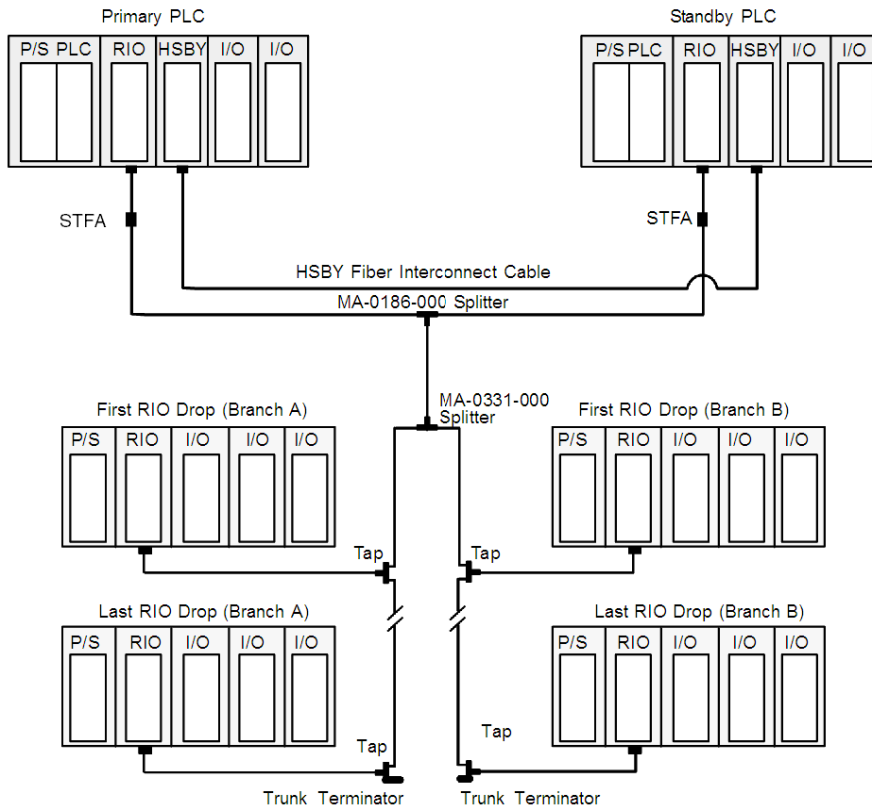 Primary PLC
Standby PLC
P/S PLC RIO HSBY I/O I/O
P/S PLC RIO HSBY I/O I/O
STFA
STFA
HSBY Fiber Interconnect Cable
MA-0186-000 Splitter
MA-0331-000
Splitter
First RIO Drop (Branch A)
First RIO Drop (Branch B)
P/S RIO I/O I/O I/O
P/S RIO I/O I/O I/O
Tap
Tap
Last RIO Drop (Branch A)
Last RIO Drop (Branch B)
P/S RIO I/O I/O I/O
P/S RIO I/O I/O I/O
Tap
Tap
Trunk Terminator
Trunk Terminator